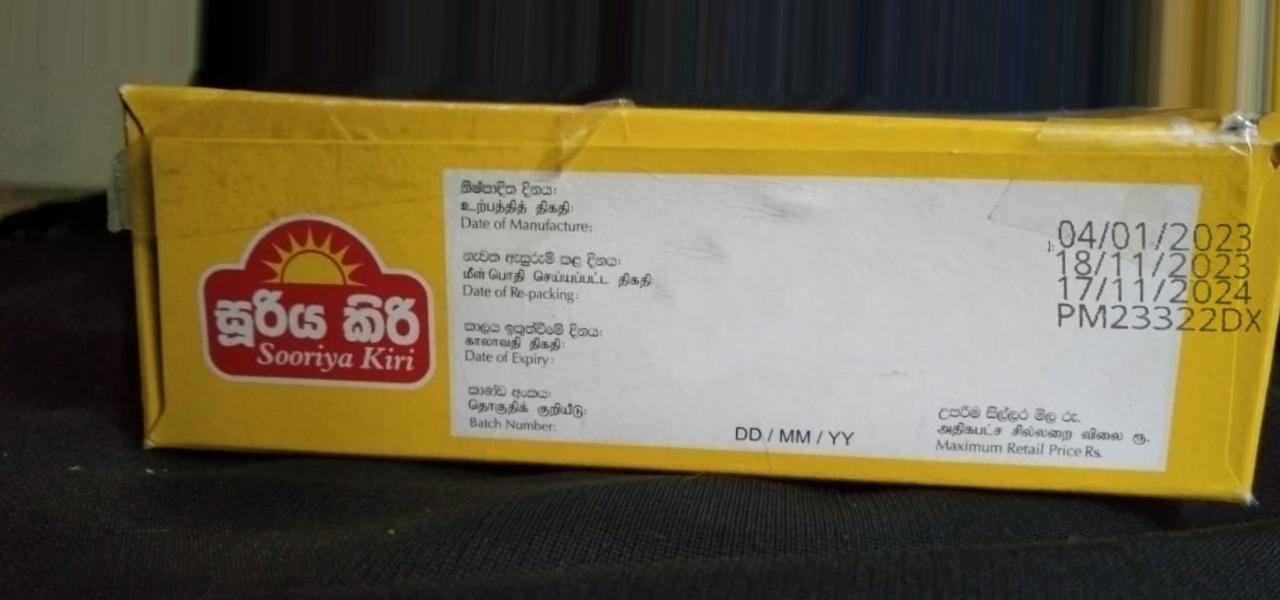 සූරිය කිරි
Sooriya Kiri
නිෂ්පාදිත දිනය:
உற்பத்தித் திகதி:
Date of Manufacture:
නැවත ඇසුරුම් කළ දිනය:
மீள் பொதி செய்யப்பட்ட திகதி:
Date of Re-packing:
කාලය ඉකුත්වීමේ දිනය:
காலாவதி திகதி:
Date of Expiry:
කාණ්ඩ අංකය:
தொகுதிக் குறியீடு:
Batch Number:
DD / MM / YY
04/01/2023
18/11/2023
17/11/2024
PM23322DX
උපරිම සිල්ලර මිල රු.
அதிகபட்ச சில்லறை விலை ரூ.
Maximum Retail Price Rs.